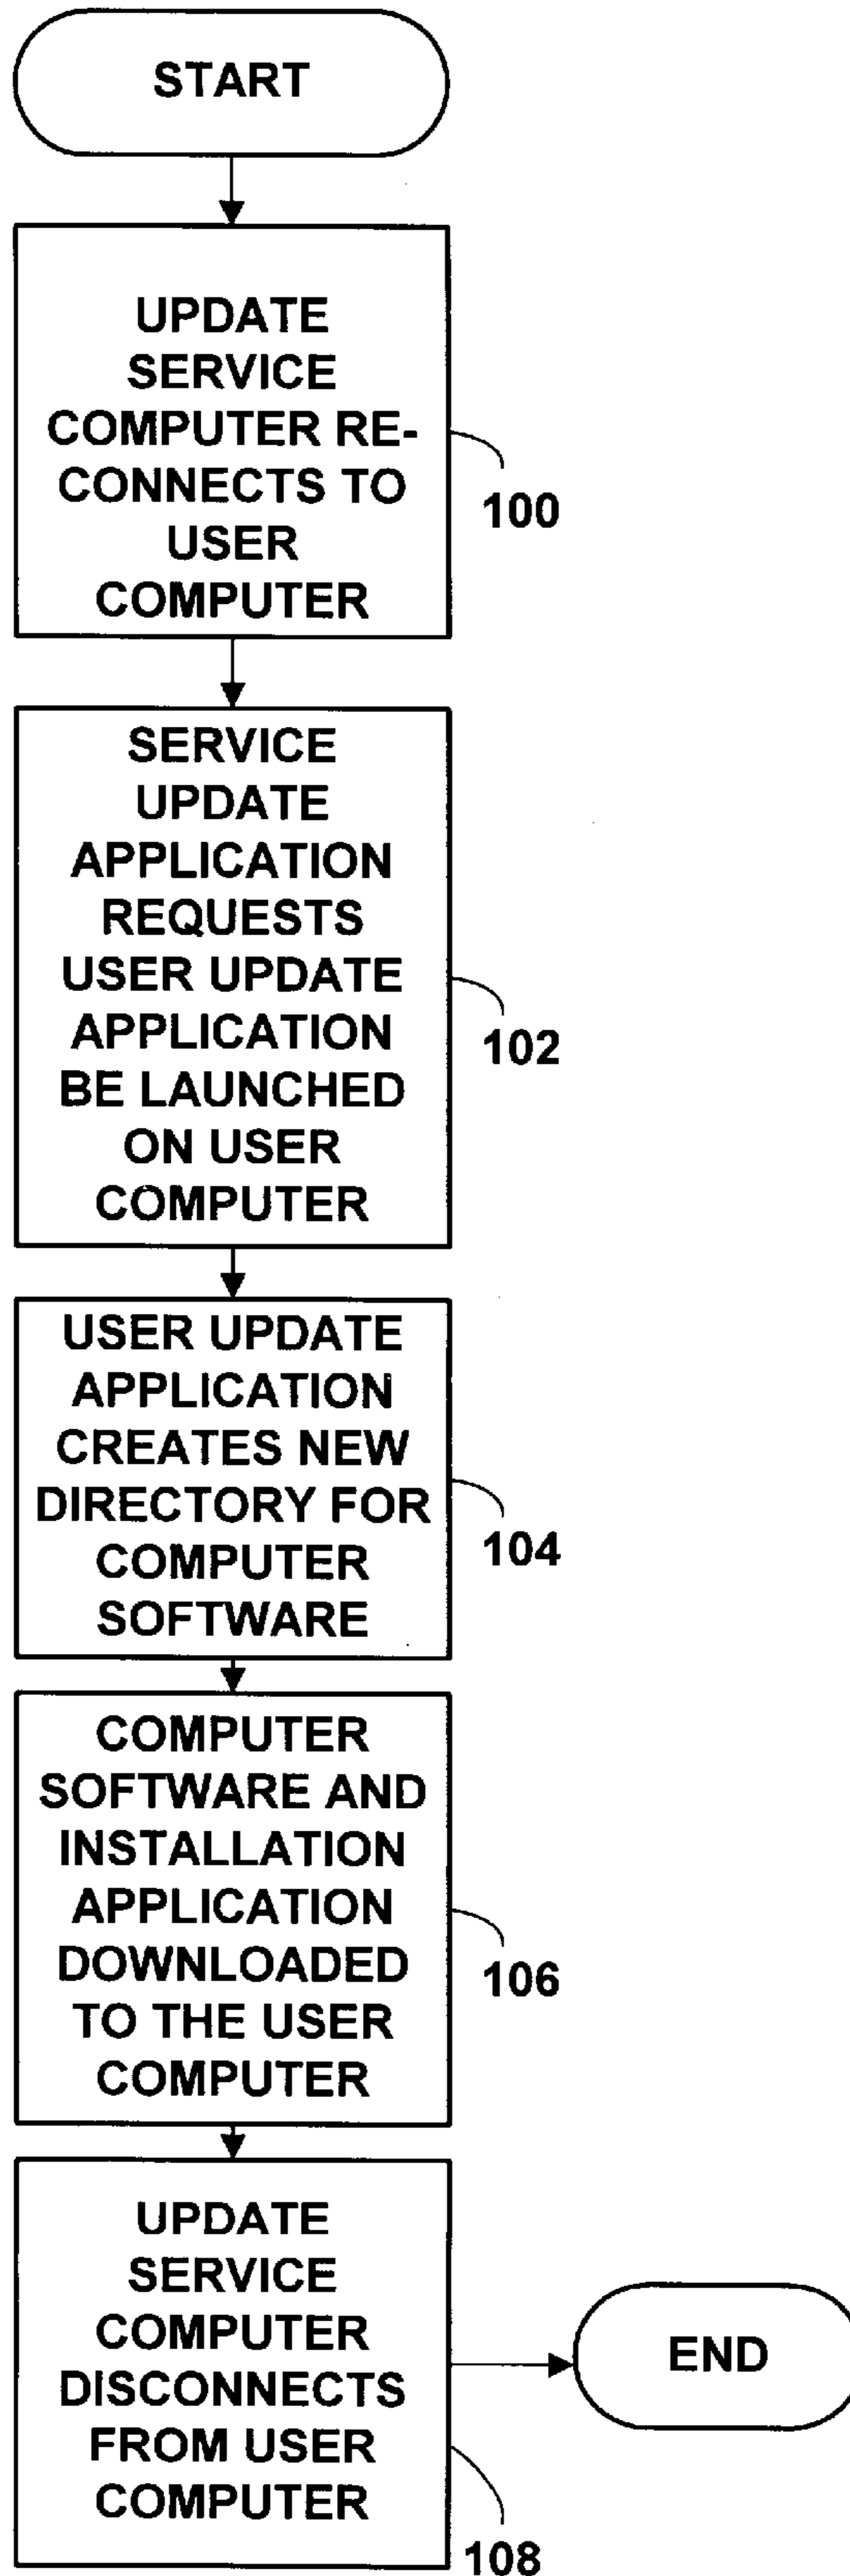 START
UPDATE
SERVICE
COMPUTER RE-
CONNECTS TO
USER
COMPUTER
100
SERVICE
UPDATE
APPLICATION
REQUESTS
USER UPDATE
APPLICATION
BE LAUNCHED
ON USER
COMPUTER
102
USER UPDATE
APPLICATION
CREATES NEW
DIRECTORY FOR
COMPUTER
SOFTWARE
104
COMPUTER
SOFTWARE AND
INSTALLATION
APPLICATION
DOWNLOADED
TO THE USER
COMPUTER
106
UPDATE
SERVICE
COMPUTER
DISCONNECTS
FROM USER
COMPUTER
108
END